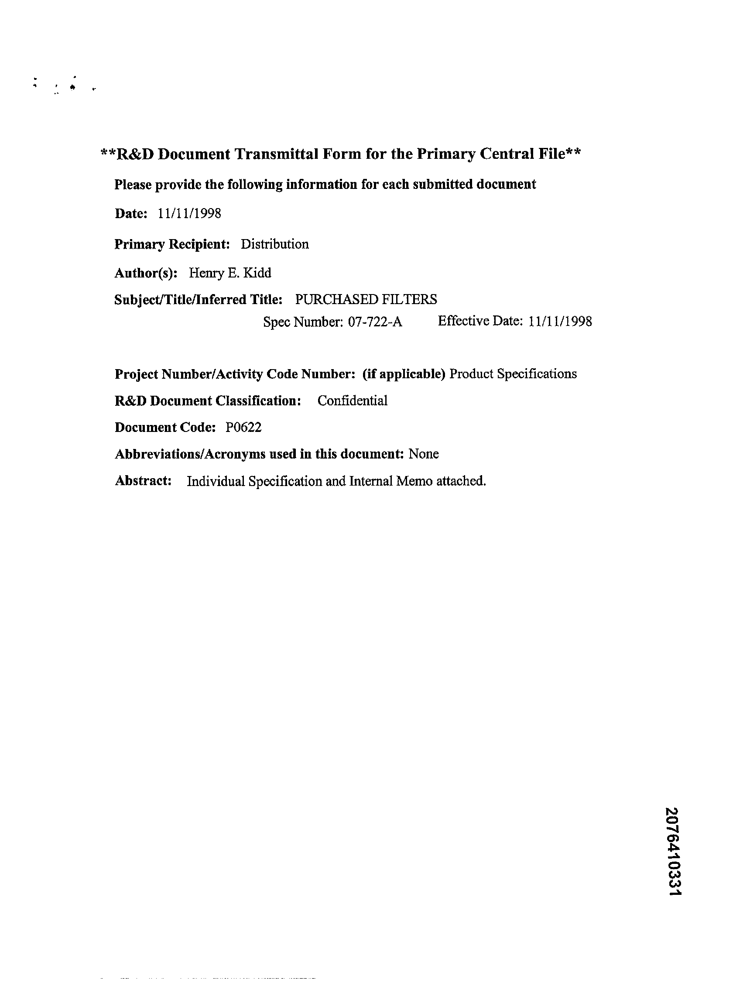 **R&D Document Transmittal Form for the Primary Central File**
Please provide the following information for each submitted document
Date: 11/11/1998
Primary Recipient: Distribution
Author(s): Henry E. Kidd
Subject/Title/Inferred Title: PURCHASED FILTERS
Spec Number: 07-722-A Effective Date: 11/11/1998
Project Number/Activity Code Number: (if applicable) Product Specifications
R&D Document Classification: Confidential
Document Code: P0622
Abbreviations/Acronyms used in this document: None
Abstract: Individual Specification and Internal Memo attached.
2076410331